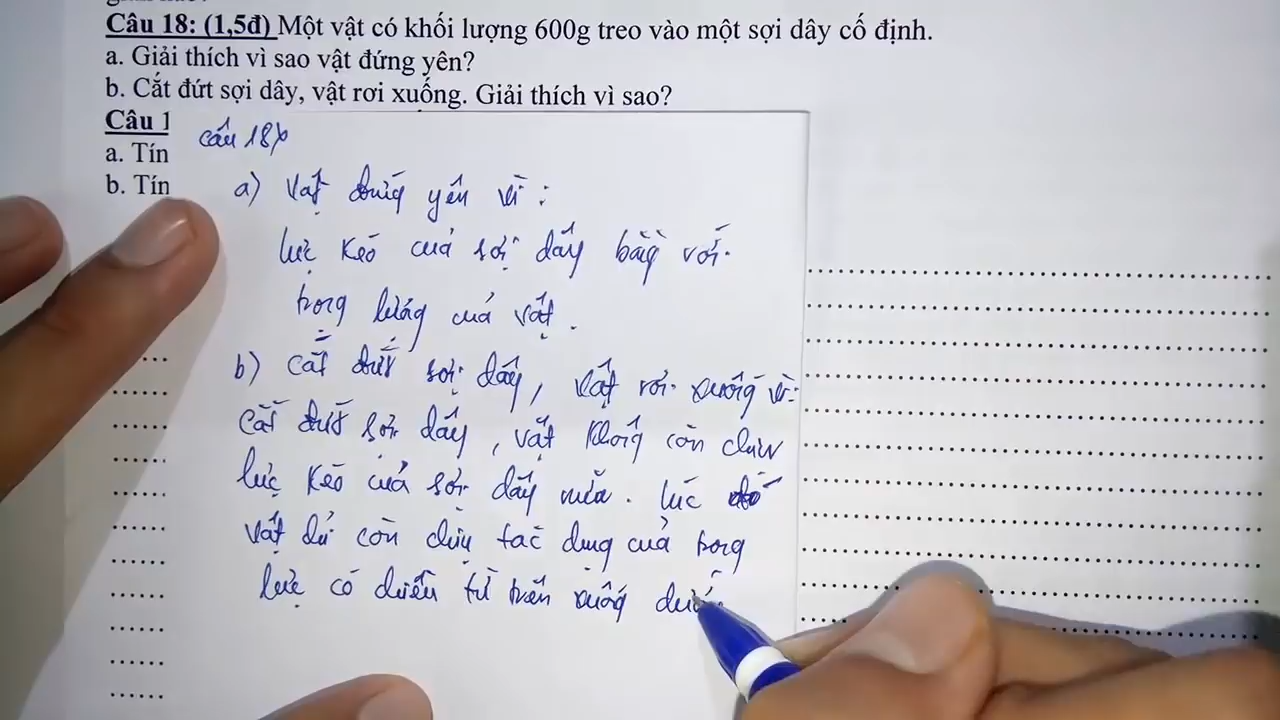 Câu 18: (1,5đ) Một vật có khối lượng 600g treo vào một sợi dây cố định.
a. Giải thích vì sao vật đứng yên?
b. Cắt đứt sợi dây, vật rơi xuống. Giải thích vì sao?
Câu 1
a. Tín
b. Tín
Câu 18/
a) Vật đứng yên vì :
lực kéo của sợi dây bằng với
trọng lượng của vật .
b) Cắt đứt sợi dây, vật rơi xuống vì:
Cắt đứt sợi dây, vật không còn chịu
lực kéo của sợi dây nữa. lúc đó
vật chỉ còn chịu tác dụng của trọng
lực có chiều từ trên xuống dưới